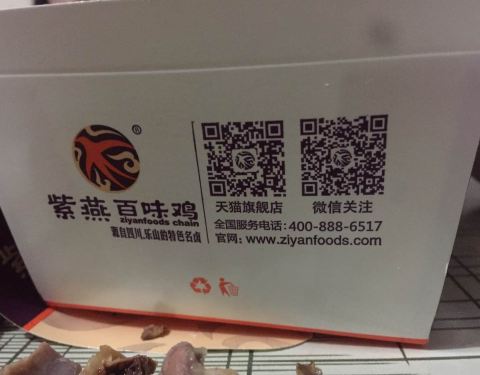 ®
紫燕百味鸡
ziyanfoods chain
源自四川.乐山的特色名卤
天猫旗舰店 微信关注
全国服务电话:400-888-6517
官网:www.ziyanfoods.com